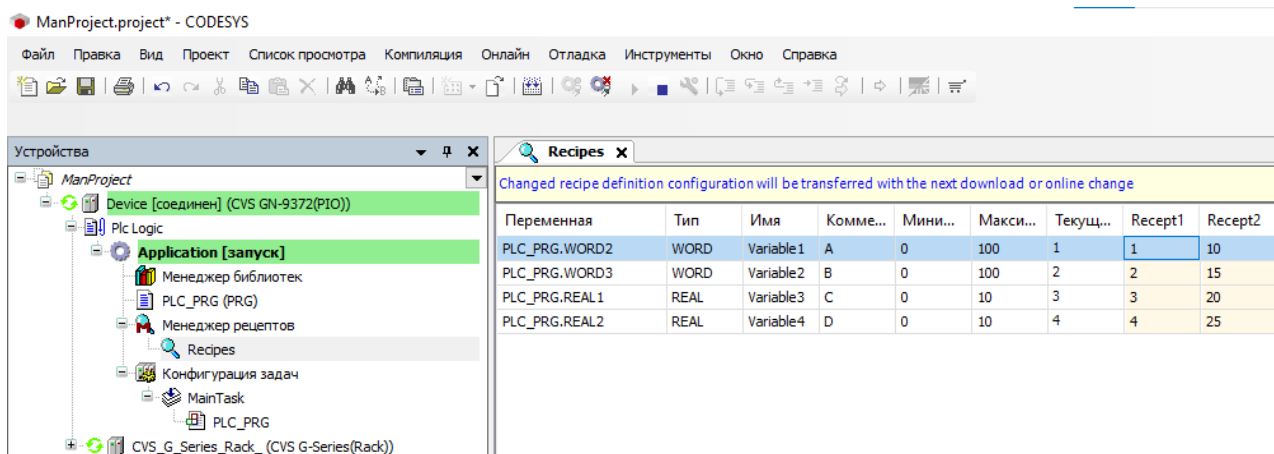 ManProject.project* - CODESYS
Файл Правка Вид Проект Список просмотра Компиляция Онлайн Отладка Инструменты Окно Справка
Устройства
ManProject
Device [соединен] (CVS GN-9372(PIO))
Plc Logic
Application [запуск]
Менеджер библиотек
PLC_PRG (PRG)
Менеджер рецептов
Recipes
Конфигурация задач
MainTask
PLC_PRG
CVS_G_Series_Rack_ (CVS G-Series(Rack))
Recipes
Changed recipe definition configuration will be transferred with the next download or online change
Переменная Тип Имя Комме... Мини... Макси... Текущ... Recept1 Recept2
PLC_PRG.WORD2 WORD Variable1 A 0 100 1 1 10
PLC_PRG.WORD3 WORD Variable2 B 0 100 2 2 15
PLC_PRG.REAL1 REAL Variable3 C 0 10 3 3 20
PLC_PRG.REAL2 REAL Variable4 D 0 10 4 4 25